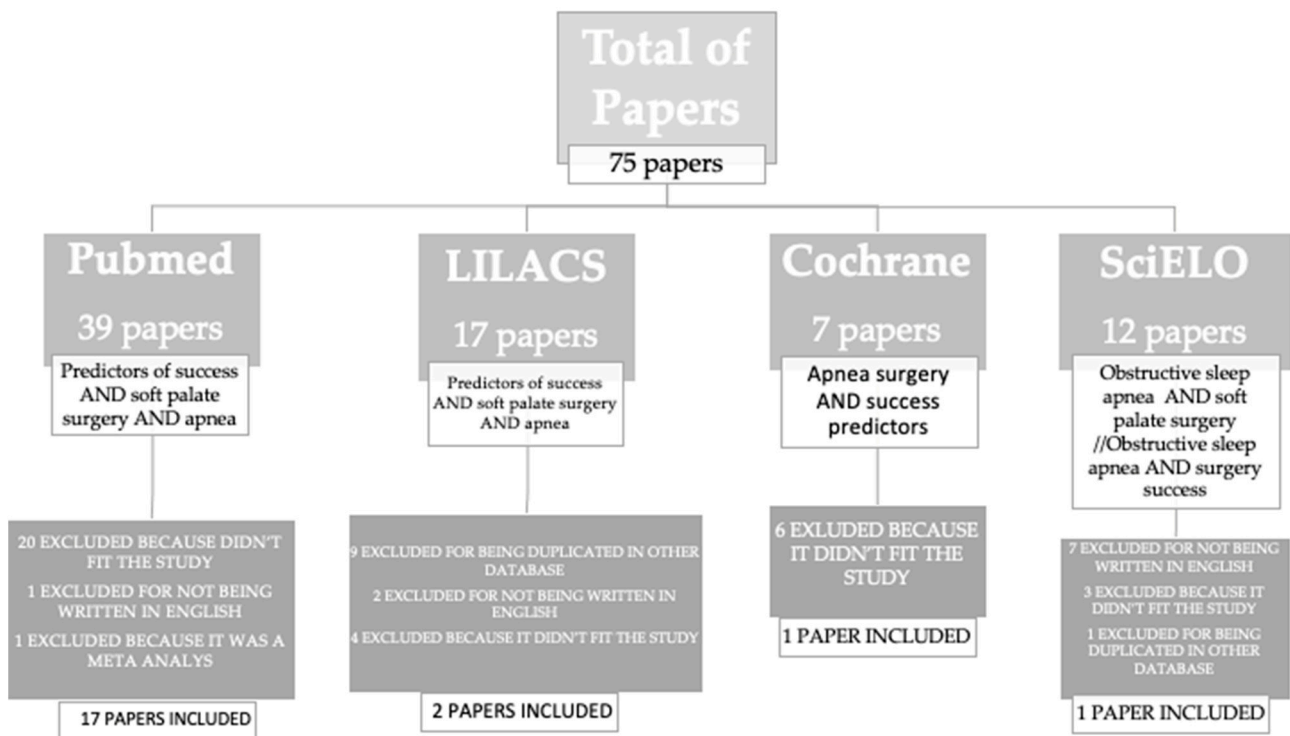 Total of
Papers
75 papers
Pubmed
39 papers
Predictors of success
AND soft palate
surgery AND apnea
20 EXCLUDED BECAUSE DIDN'T
FIT THE STUDY
1 EXCLUDED FOR NOT BEING
WRITTEN IN ENGLISH
1 EXCLUDED BECAUSE IT WAS A
META ANALYS
17 PAPERS INCLUDED
LILACS
17 papers
Predictors of success
AND soft palate surgery
AND apnea
9 EXCLUDED FOR BEING DUPLICATED IN OTHER
DATABASE
2 EXCLUDED FOR NOT BEING WRITTEN IN
ENGLISH
4 EXCLUDED BECAUSE IT DIDN'T FIT THE STUDY
2 PAPERS INCLUDED
Cochrane
7 papers
Apnea surgery
AND success
predictors
6 EXLUDED BECAUSE
IT DIDN'T FIT THE
STUDY
1 PAPER INCLUDED
SciELO
12 papers
Obstructive sleep
apnea AND soft
palate surgery
//Obstructive sleep
apnea AND surgery
success
7 EXCLUDED FOR NOT BEING
WRITTEN IN ENGLISH
3 EXCLUDED BECAUSE IT
DIDN'T FIT THE STUDY
1 EXCLUDED FOR BEING
DUPLICATED IN OTHER
DATABASE
1 PAPER INCLUDED